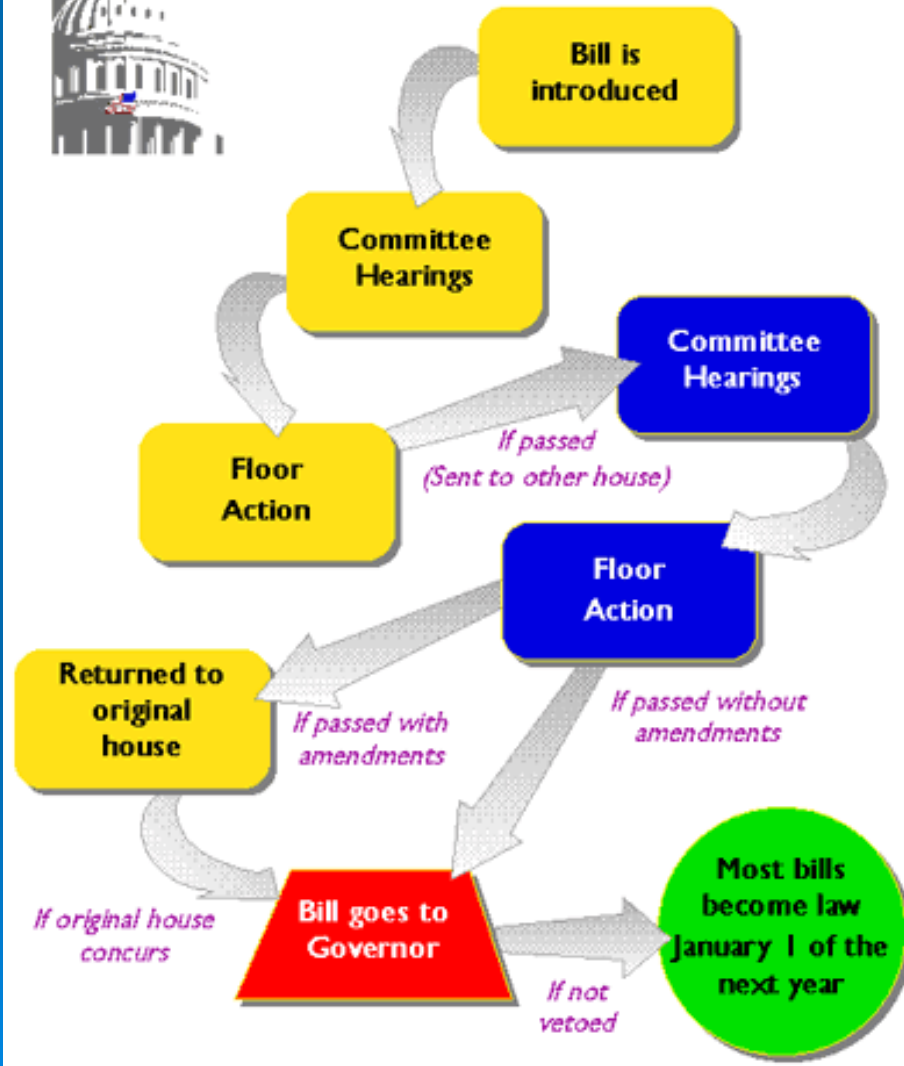 Bill is
introduced
Committee
Hearings
Committee
Hearings
If passed
(Sent to other house)
Floor
Action
Floor
Action
Returned to
original
house
If passed with
amendments
If passed without
amendments
If original house
concurs
Bill goes to
Governor
If not
vetoed
Most bills
become law
January 1 of the
next year